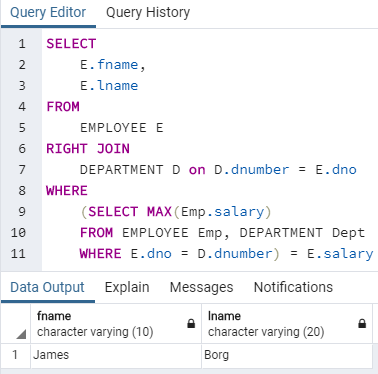 Query Editor Query History
1 SELECT
2 E.fname,
3 E.lname
4 FROM
5 EMPLOYEE E
6 RIGHT JOIN
7 DEPARTMENT D on D.dnumber = E.dno
8 WHERE
9 (SELECT MAX(Emp.salary)
10 FROM EMPLOYEE Emp, DEPARTMENT Dept
11 WHERE E.dno = D.dnumber) = E.salary
Data Output Explain Messages Notifications
fname lname
character varying (10) character varying (20)
1 James Borg